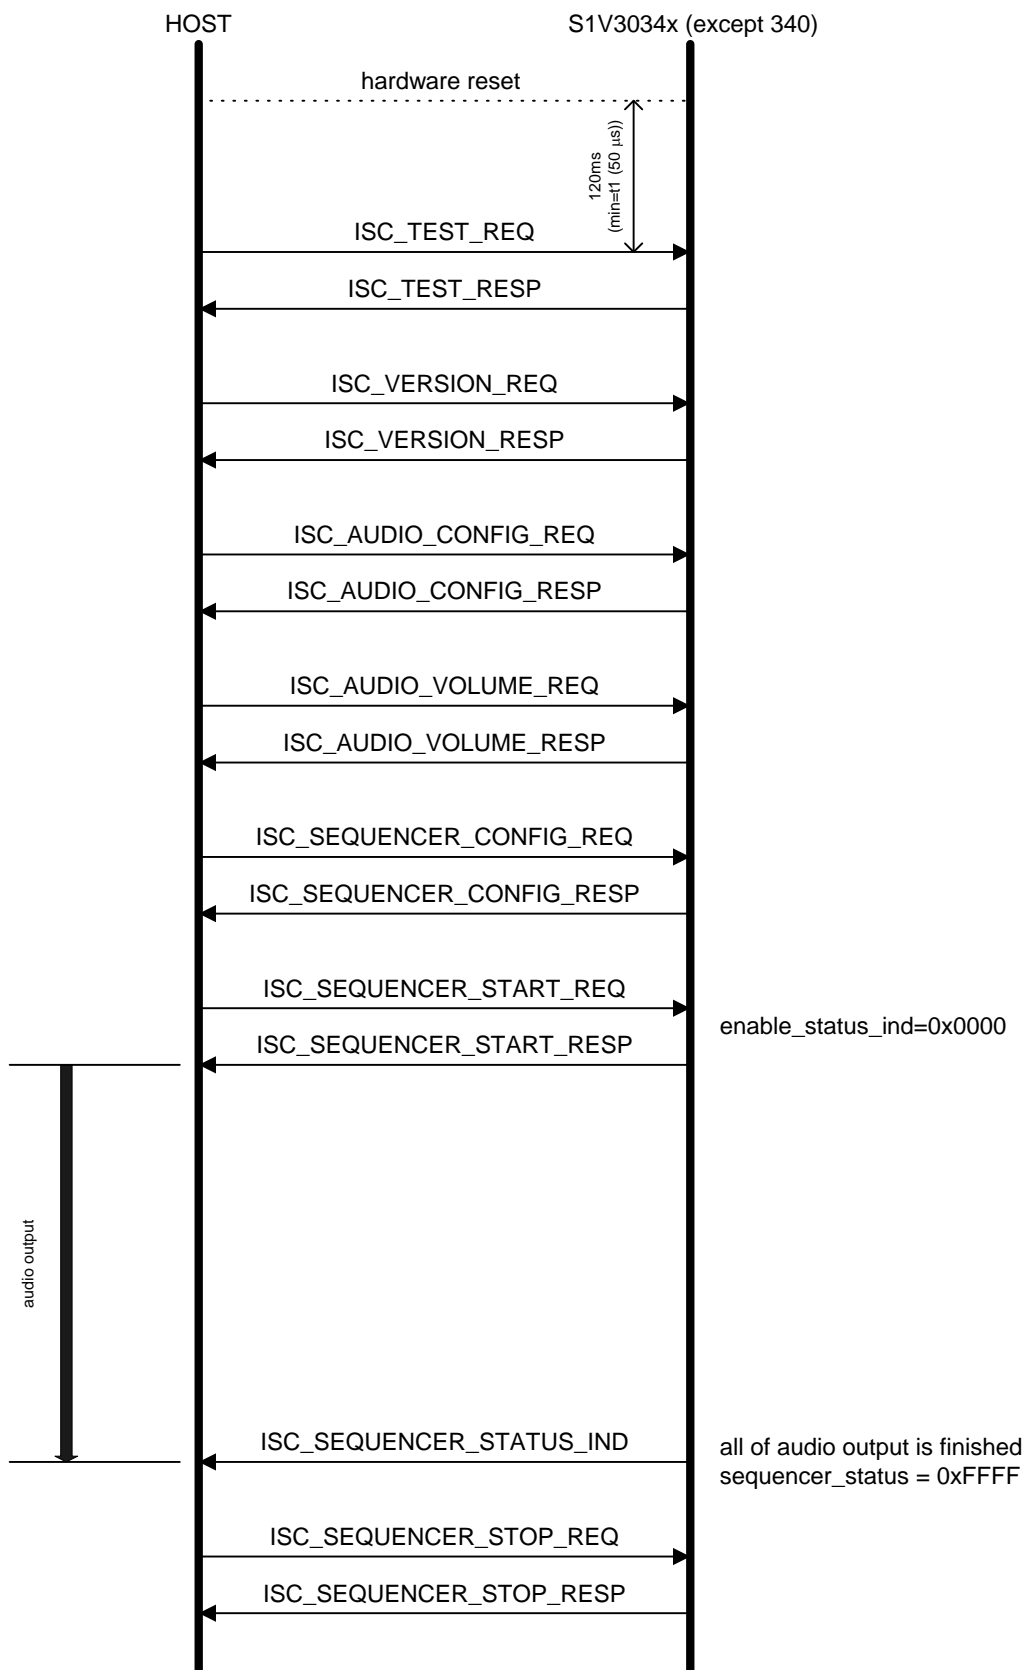 HOST
S1V3034x (except 340)
hardware reset
120ms
(min=t1 (50 µs))
ISC_TEST_REQ
ISC_TEST_RESP
ISC_VERSION_REQ
ISC_VERSION_RESP
ISC_AUDIO_CONFIG_REQ
ISC_AUDIO_CONFIG_RESP
ISC_AUDIO_VOLUME_REQ
ISC_AUDIO_VOLUME_RESP
ISC_SEQUENCER_CONFIG_REQ
ISC_SEQUENCER_CONFIG_RESP
ISC_SEQUENCER_START_REQ
enable_status_ind=0x0000
ISC_SEQUENCER_START_RESP
audio output
ISC_SEQUENCER_STATUS_IND
all of audio output is finished
sequencer_status = 0xFFFF
ISC_SEQUENCER_STOP_REQ
ISC_SEQUENCER_STOP_RESP